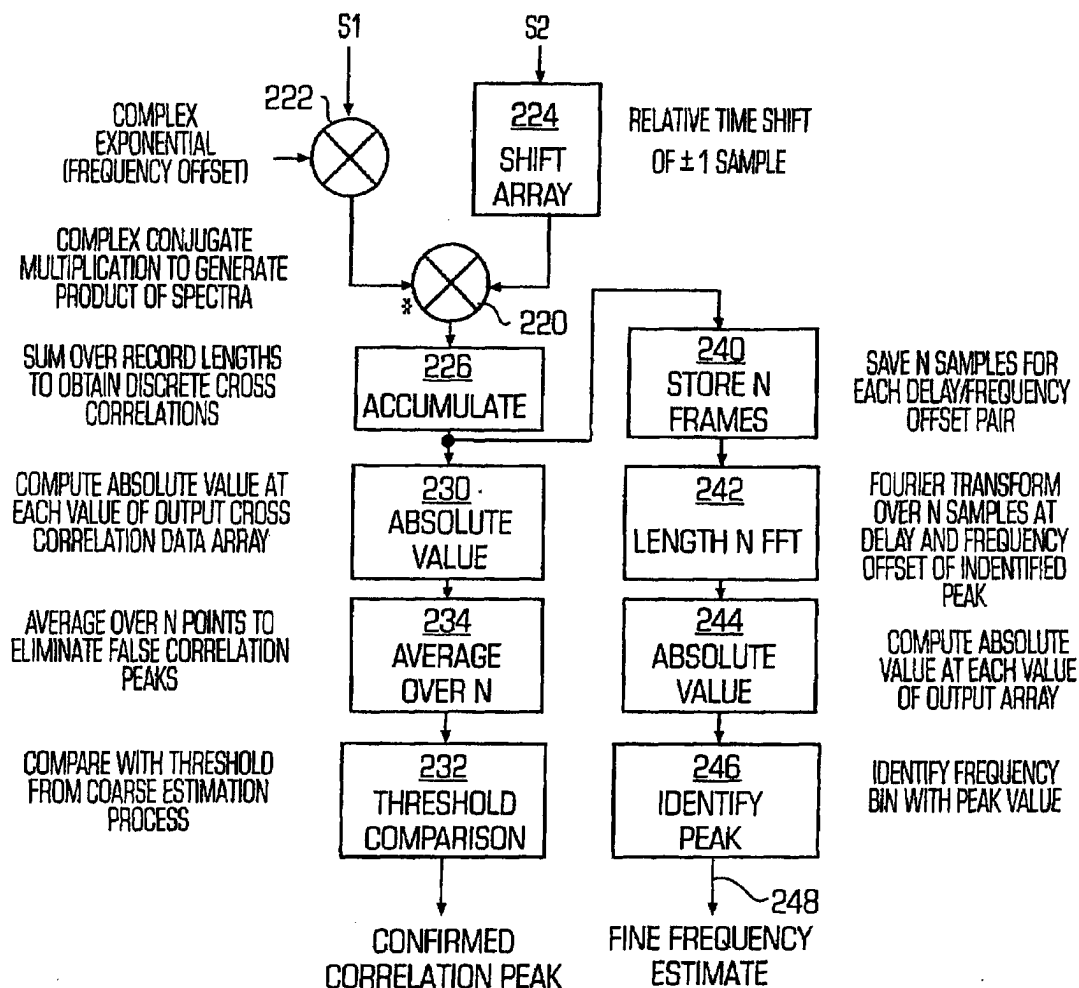 S1
S2
222
COMPLEX
EXPONENTIAL
(FREQUENCY OFFSET)
224
SHIFT
ARRAY
RELATIVE TIME SHIFT
OF ± 1 SAMPLE
COMPLEX CONJUGATE
MULTIPLICATION TO GENERATE
PRODUCT OF SPECTRA
*
220
SUM OVER RECORD LENGTHS
TO OBTAIN DISCRETE CROSS
CORRELATIONS
226
ACCUMULATE
240
STORE N
FRAMES
SAVE N SAMPLES FOR
EACH DELAY/FREQUENCY
OFFSET PAIR
COMPUTE ABSOLUTE VALUE AT
EACH VALUE OF OUTPUT CROSS
CORRELATION DATA ARRAY
230
ABSOLUTE
VALUE
242
LENGTH N FFT
FOURIER TRANSFORM
OVER N SAMPLES AT
DELAY AND FREQUENCY
OFFSET OF INDENTIFIED
PEAK
AVERAGE OVER N POINTS TO
ELIMINATE FALSE CORRELATION
PEAKS
234
AVERAGE
OVER N
244
ABSOLUTE
VALUE
COMPUTE ABSOLUTE
VALUE AT EACH VALUE
OF OUTPUT ARRAY
COMPARE WITH THRESHOLD
FROM COARSE ESTIMATION
PROCESS
232
THRESHOLD
COMPARISON
246
IDENTIFY
PEAK
IDENTIFY FREQUENCY
BIN WITH PEAK VALUE
248
CONFIRMED
CORRELATION PEAK
FINE FREQUENCY
ESTIMATE